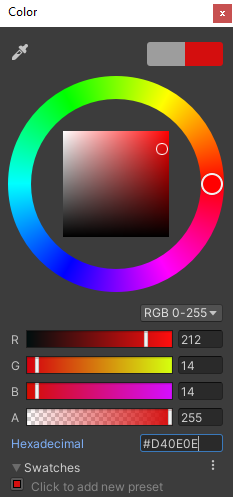 Color
x
RGB 0-255
R 212
G 14
B 14
A 255
Hexadecimal #D40E0E
Swatches
Click to add new preset